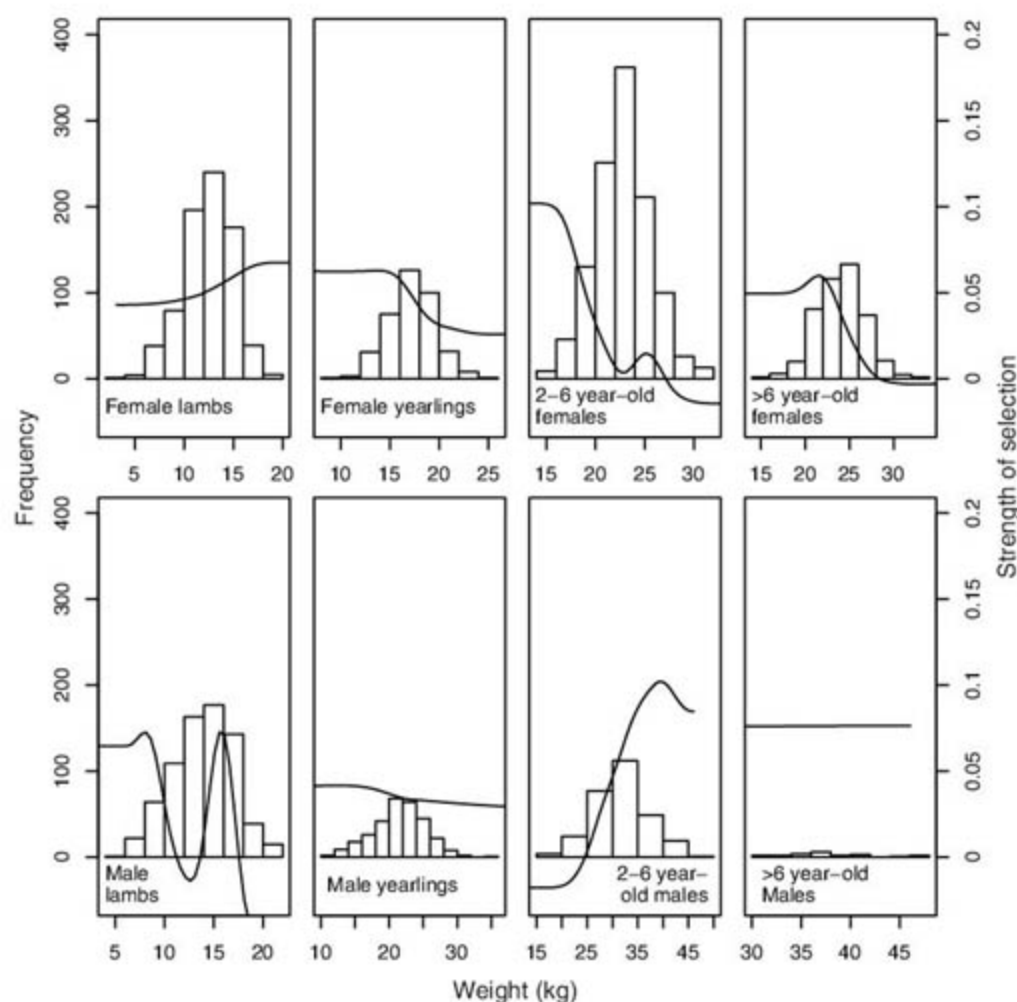 400
300
200
100
0
Female lambs
Female yearlings
2–6 year–old
females
>6 year–old
females
0.2
0.15
0.1
0.05
0
5 10 15 20
10 15 20 25
15 20 25 30
15 20 25 30
Frequency
Strength of selection
400
300
200
100
0
Male
lambs
Male yearlings
2–6 year–
old males
>6 year–old
Males
0.2
0.15
0.1
0.05
0
5 10 15 20
10 20 30
15 25 35 45
30 35 40 45
Weight (kg)